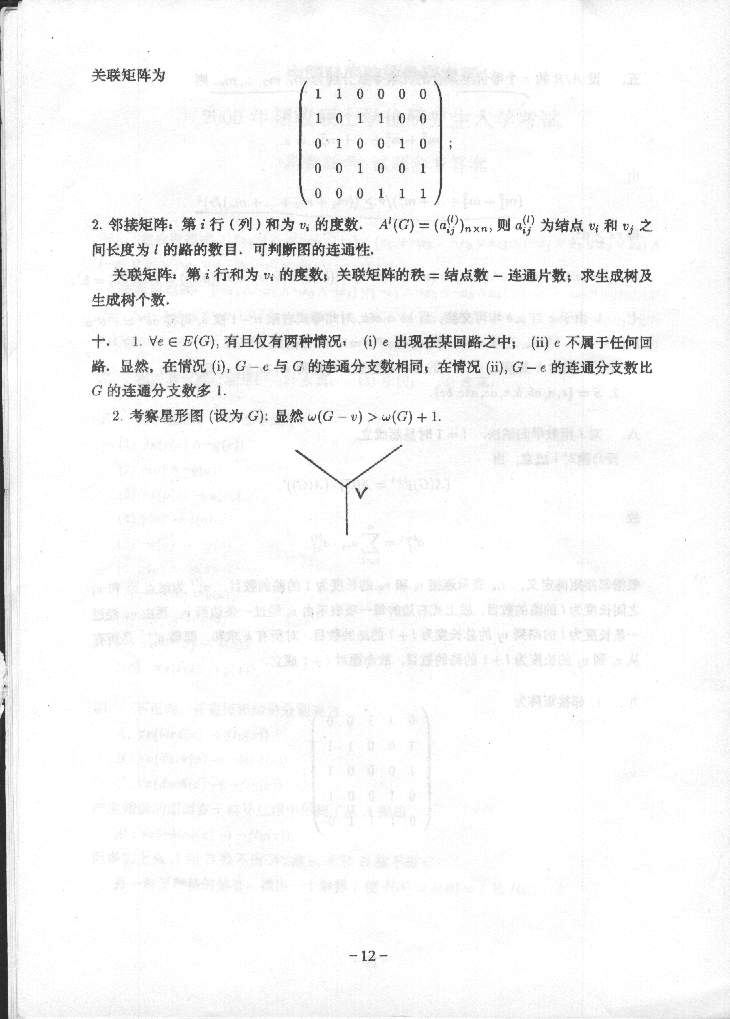 关联矩阵为
1 1 0 0 0 0
1 0 1 1 0 0
0 1 0 0 1 0 ;
0 0 1 0 0 1
0 0 0 1 1 1
2. 邻接矩阵：第 i 行（列）和为 v_i 的度数． A^l(G) = (a_{ij}^{(l)})_{n×n}, 则 a_{ij}^{(l)} 为结点 v_i 和 v_j 之
间长度为 l 的路的数目．可判断图的连通性．
关联矩阵：第 i 行和为 v_i 的度数；关联矩阵的秩 = 结点数 − 连通片数；求生成树及
生成树个数．
十． 1. ∀e ∈ E(G), 有且仅有两种情况： (i) e 出现在某回路之中； (ii) e 不属于任何回
路．显然，在情况 (i), G − e 与 G 的连通分支数相同；在情况 (ii), G − e 的连通分支数比
G 的连通分支数多 1.
2. 考察星形图 (设为 G): 显然 ω(G − v) > ω(G) + 1.
V
－12－